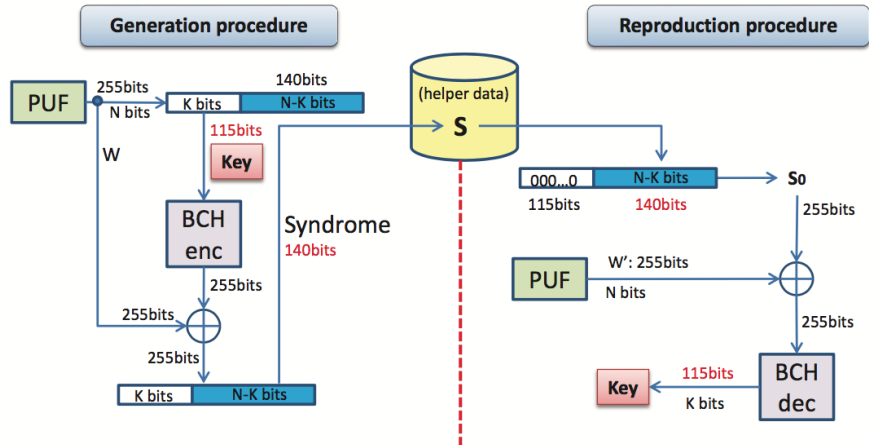 Generation procedure
Reproduction procedure
PUF
255bits
N bits
W
140bits
K bits
N-K bits
115bits
Key
BCH
enc
255bits
255bits
255bits
K bits
N-K bits
Syndrome
140bits
(helper data)
S
000...0
N-K bits
115bits
140bits
S0
255bits
PUF
W': 255bits
N bits
255bits
BCH
dec
115bits
K bits
Key